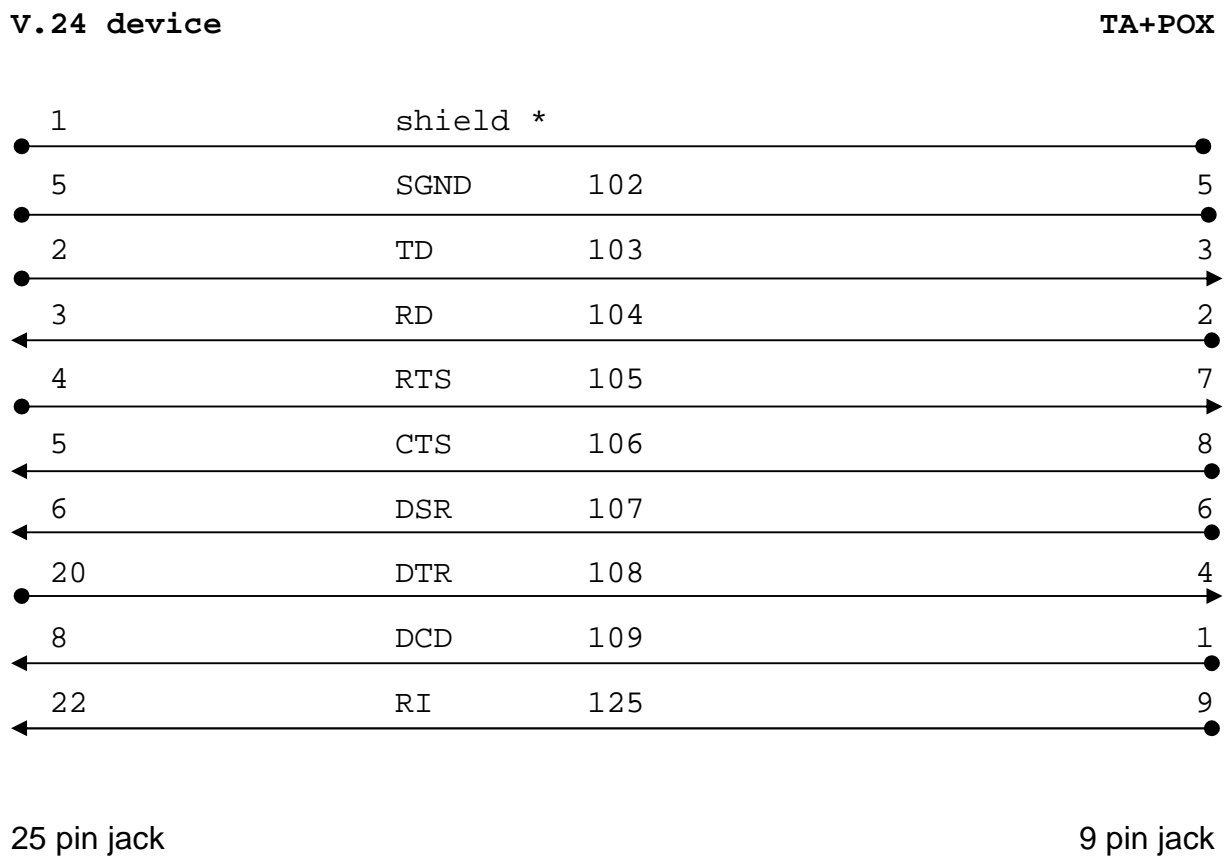 V.24 device TA+POX
1 shield *
5 SGND 102 5
2 TD 103 3
3 RD 104 2
4 RTS 105 7
5 CTS 106 8
6 DSR 107 6
20 DTR 108 4
8 DCD 109 1
22 RI 125 9
25 pin jack 9 pin jack